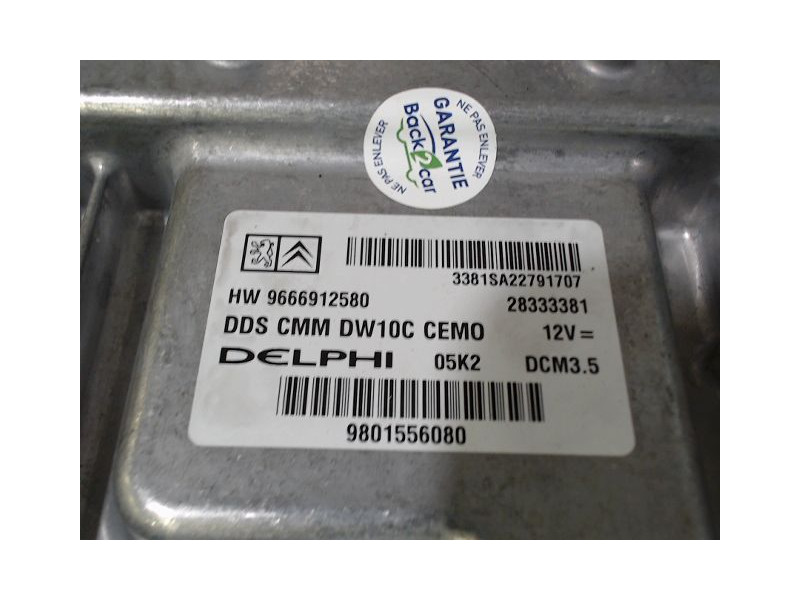 GARANTIE
Back2car
NE PAS ENLEVER
NE PAS ENLEVER
3381SA22791707
HW 9666912580
28333381
DDS CMM DW10C CEMO
12V=
DELPHI
05K2
DCM3.5
9801556080